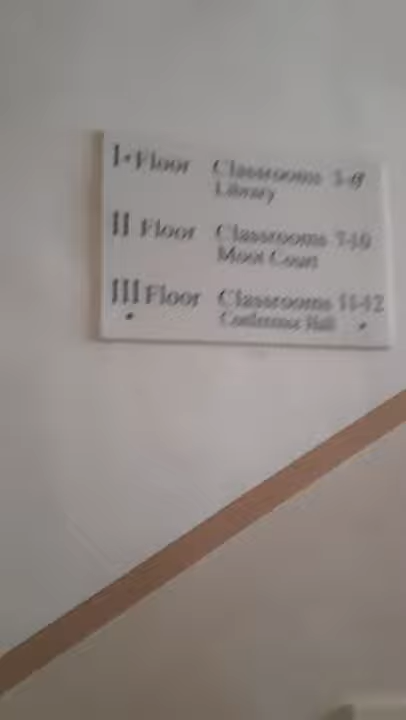 I Floor Classrooms 1-6
Library
II Floor Classrooms 7-10
Moot Court
III Floor Classrooms 11-12
Conference Hall